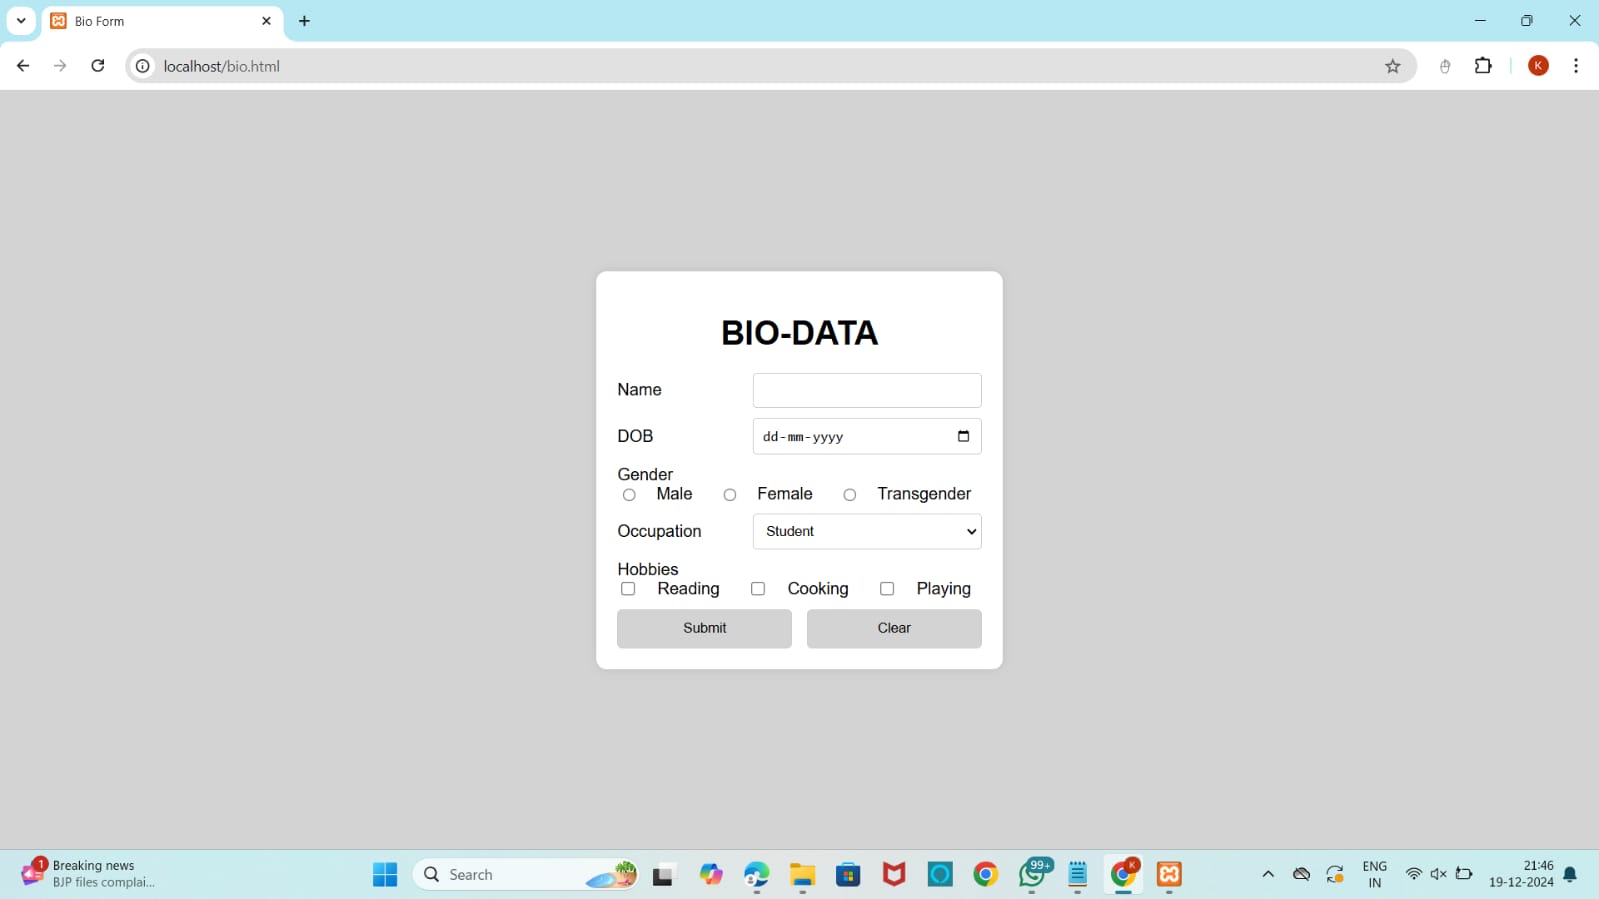 Bio Form
localhost/bio.html
K
BIO-DATA
Name
DOB dd-mm-yyyy
Gender
Male Female Transgender
Occupation Student
Hobbies
Reading Cooking Playing
Submit Clear
1 Breaking news
BJP files complai...
Search
99+
K
ENG
IN
21:46
19-12-2024